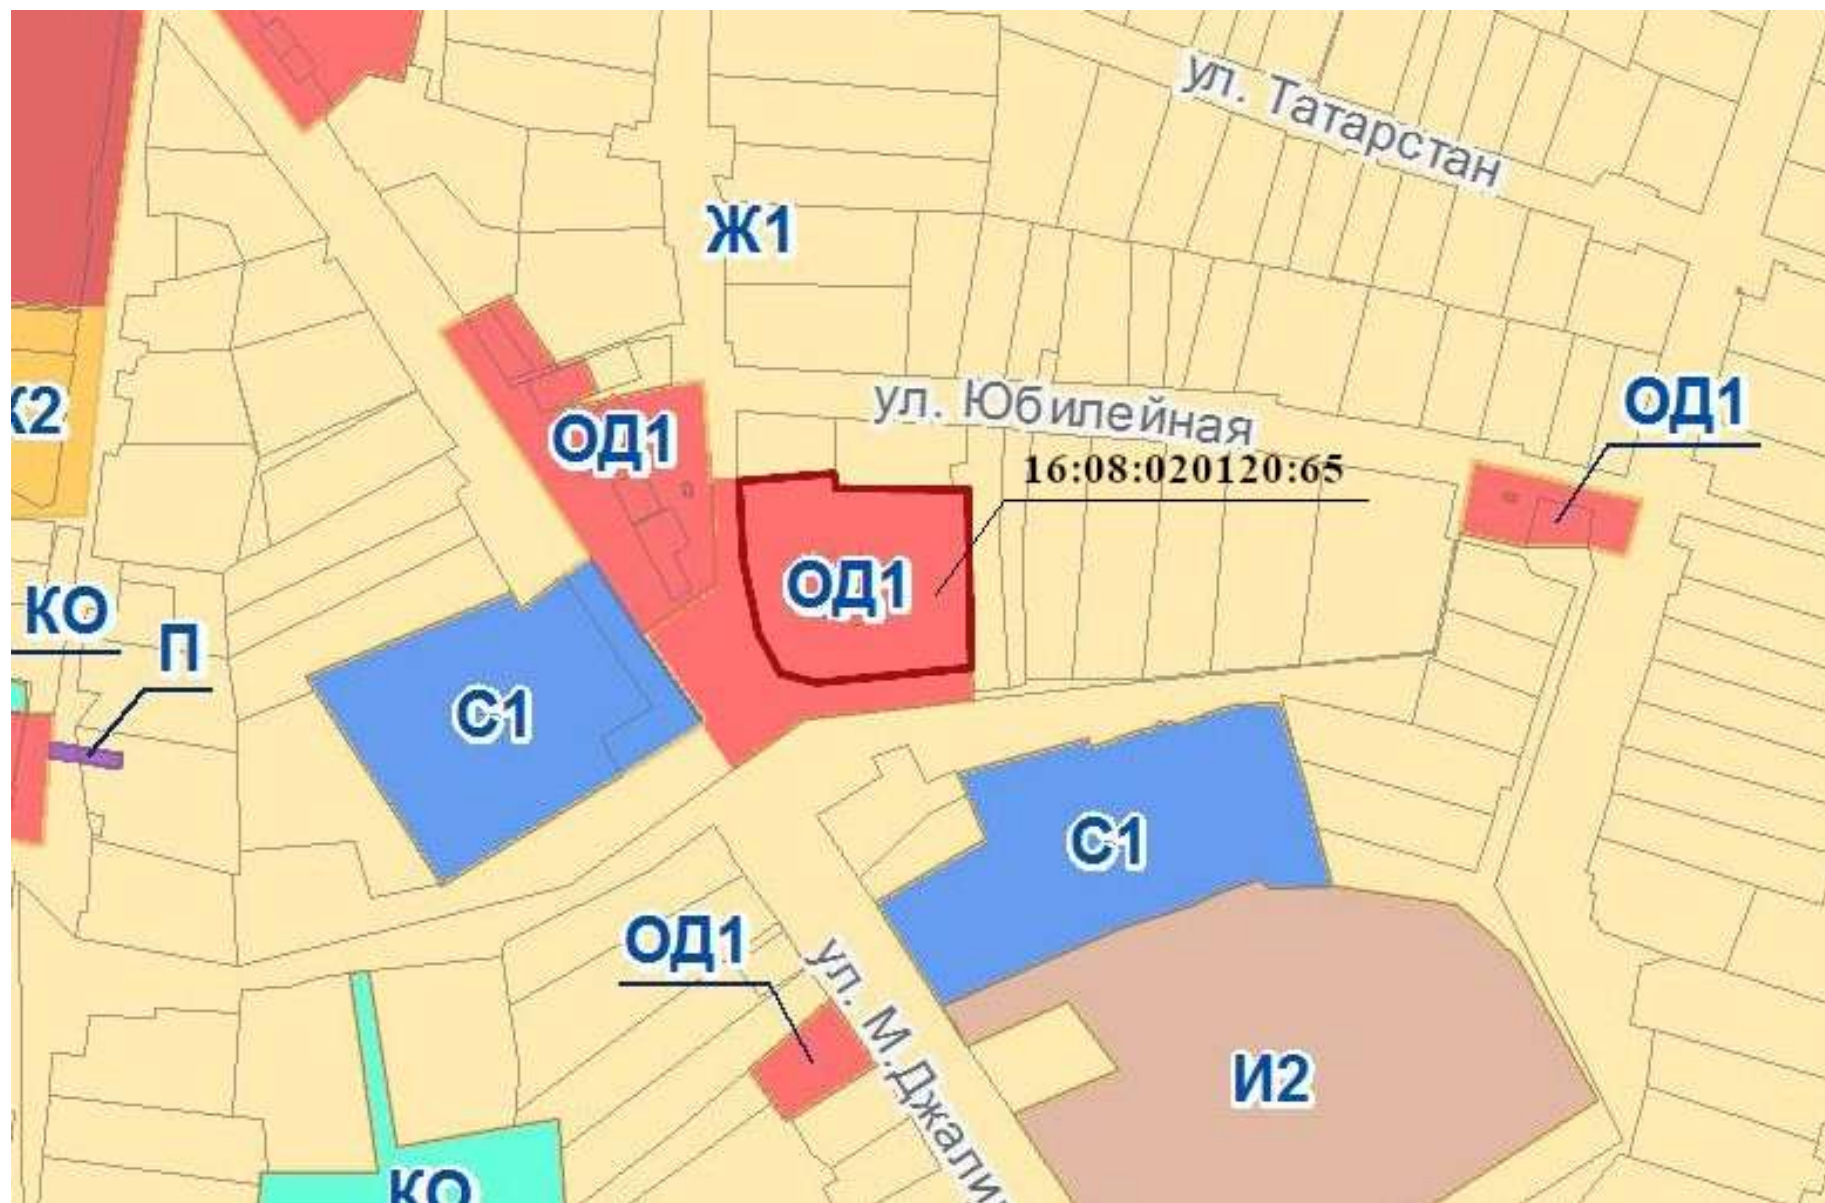 ул. Татарстан
Ж1
ул. Юбилейная
ОД1
К2
ОД1
16:08:020120:65
ОД1
КО
П
С1
С1
ОД1
ул. М.Джали
И2
КО